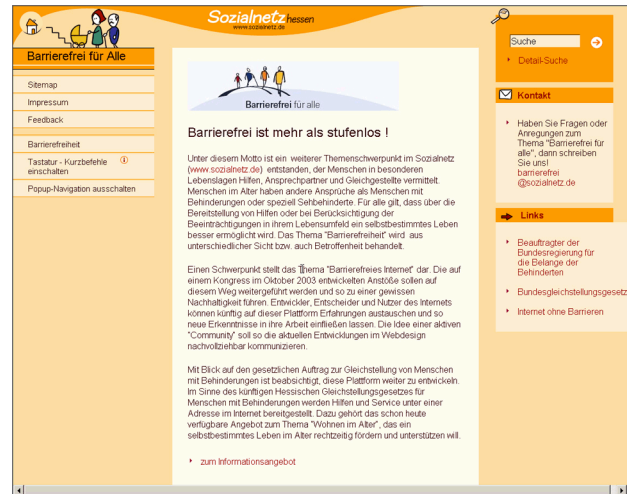 Sozialnetz hessen
www.sozialnetz.de
Barrierefrei für Alle
Sitemap
Impressum
Feedback
Barrierefreiheit
Tastatur - Kurzbefehle
einschalten
Popup-Navigation ausschalten
Barrierefrei für alle
Barrierefrei ist mehr als stufenlos !
Unter diesem Motto ist ein weiterer Themenschwerpunkt im Sozialnetz
(www.sozialnetz.de) entstanden, der Menschen in besonderen
Lebenslagen Hilfen, Ansprechpartner und Gleichgestellte vermittelt.
Menschen im Alter haben andere Ansprüche als Menschen mit
Behinderungen oder speziel Sehbehinderte. Für alle gilt, dass über die
Bereitstellung von Hilfen oder bei Berücksichtigung der
Beeinträchtigungen in ihrem Lebensumfeld ein selbstbestimmtes Leben
besser ermöglicht wird. Das Thema "Barrierefreiheit" wird aus
unterschiedlicher Sicht bzw. auch Betroffenheit behandelt.
Einen Schwerpunkt stellt das Thema "Barrierefreies Internet" dar. Die auf
einem Kongress im Oktober 2003 entwickelten Anstöße sollen auf
diesem Weg weitergeführt werden und so zu einer gewissen
Nachhaltigkeit führen. Entwickler, Entscheider und Nutzer des Internets
können künftig auf dieser Plattform Erfahrungen austauschen und so
neue Erkenntnisse in ihre Arbeit einfließen lassen. Die Idee einer aktiven
"Community" soll so die aktuellen Entwicklungen im Webdesign
nachvollziehbar kommunizieren.
Mit Blick auf den gesetzlichen Auftrag zur Gleichstellung von Menschen
mit Behinderungen ist beabsichtigt, diese Plattform weiter zu entwickeln.
Im Sinne des künftigen Hessischen Gleichstellungsgesetzes für
Menschen mit Behinderungen werden Hilfen und Service unter einer
Adresse im Internet bereitgestellt. Dazu gehört das schon heute
verfügbare Angebot zum Thema "Wohnen im Alter", das ein
selbstbestimmtes Leben im Alter rechtzeitig fördern und unterstützen will.
zum Informationsangebot
Suche
Detail-Suche
Kontakt
Haben Sie Fragen oder
Anregungen zum
Thema "Barrierefrei für
alle", dann schreiben
Sie uns!
barrierefrei
@sozialnetz.de
Links
Beauftragter der
Bundesregierung für
die Belange der
Behinderten
Bundesgleichstellungsgesetz
Internet ohne Barrieren